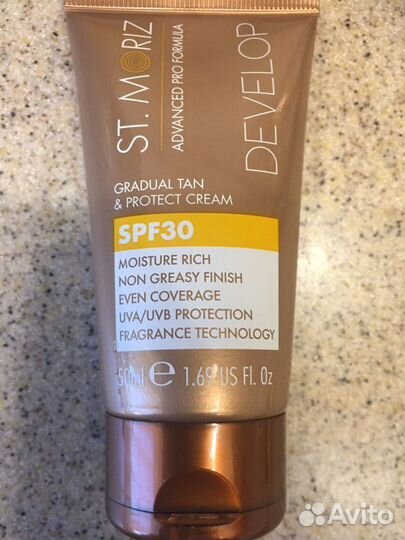 ST. MORIZ
ADVANCED PRO FORMULA
DEVELOP
GRADUAL TAN
& PROTECT CREAM
SPF30
MOISTURE RICH
NON GREASY FINISH
EVEN COVERAGE
UVA/UVB PROTECTION
FRAGRANCE TECHNOLOGY
50ml e 1.69 US Fl. Oz
Avito